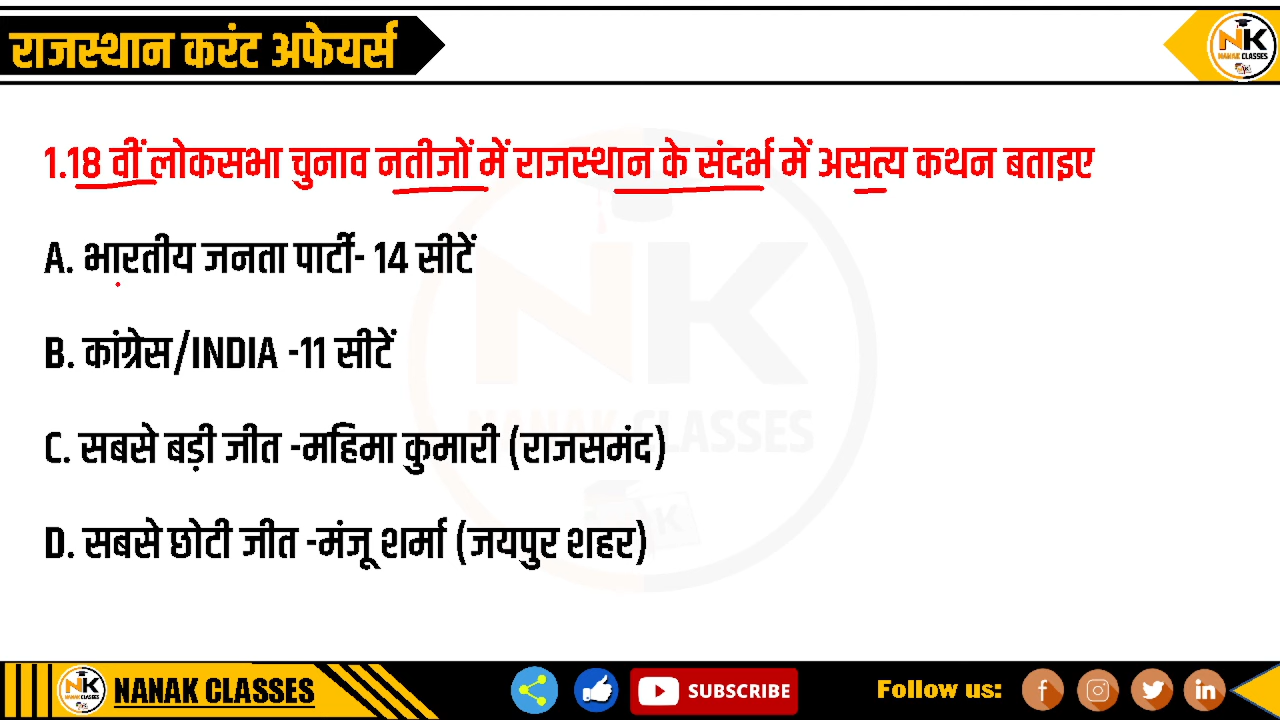 राजस्थान करंट अफेयर्स
NK
NANAK CLASSES
1.18 वीं लोकसभा चुनाव नतीजों में राजस्थान के संदर्भ में असत्य कथन बताइए
A. भारतीय जनता पार्टी- 14 सीटें
B. कांग्रेस/INDIA -11 सीटें
C. सबसे बड़ी जीत -महिमा कुमारी (राजसमंद)
D. सबसे छोटी जीत -मंजू शर्मा (जयपुर शहर)
NK
NANAK CLASSES
NK
NANAK CLASSES
SUBSCRIBE
Follow us: